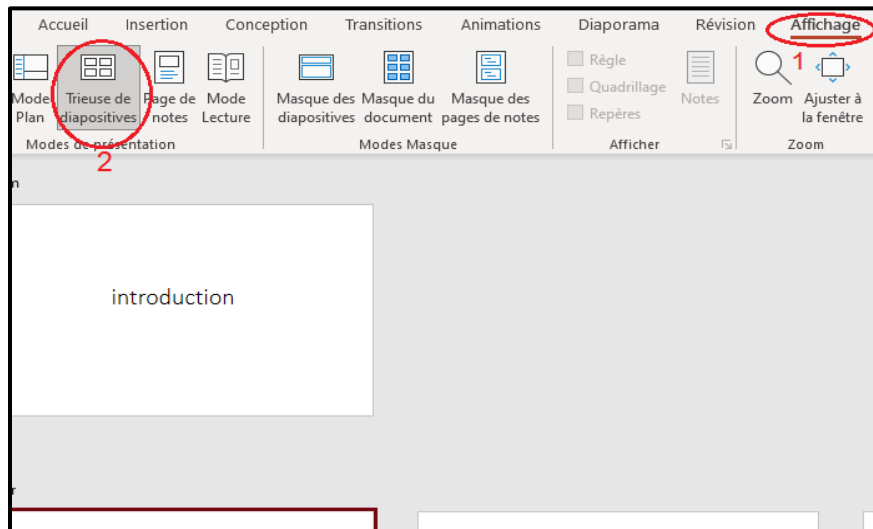 Accueil Insertion Conception Transitions Animations Diaporama Révision Affichage
1
Mode Plan
Trieuse de diapositives
Page de notes
Mode Lecture
Masque des diapositives
Masque du document
Masque des pages de notes
Règle
Quadrillage
Repères
Notes
Zoom
Ajuster à la fenêtre
Modes de présentation Modes Masque Afficher Zoom
2
n
introduction
r